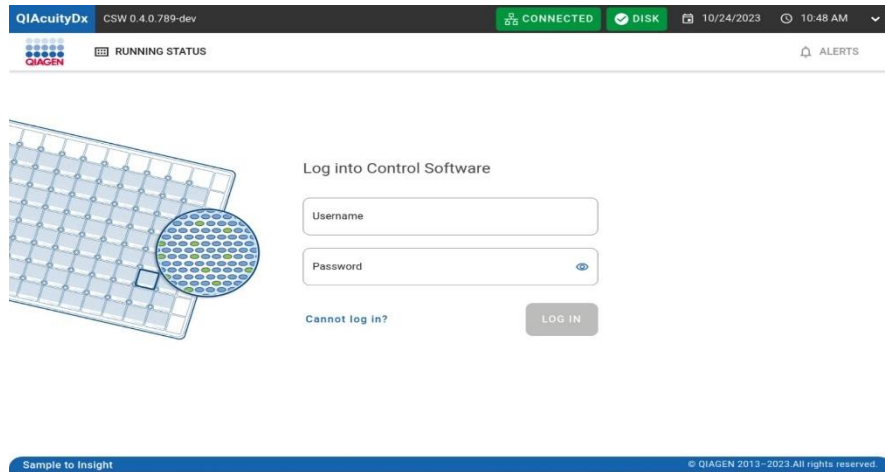 QIAcuityDx CSW 0.4.0.789-dev CONNECTED DISK 10/24/2023 10:48 AM
QIAGEN RUNNING STATUS ALERTS
Log into Control Software
Username
Password
Cannot log in? LOG IN
Sample to Insight © QIAGEN 2013-2023.All rights reserved